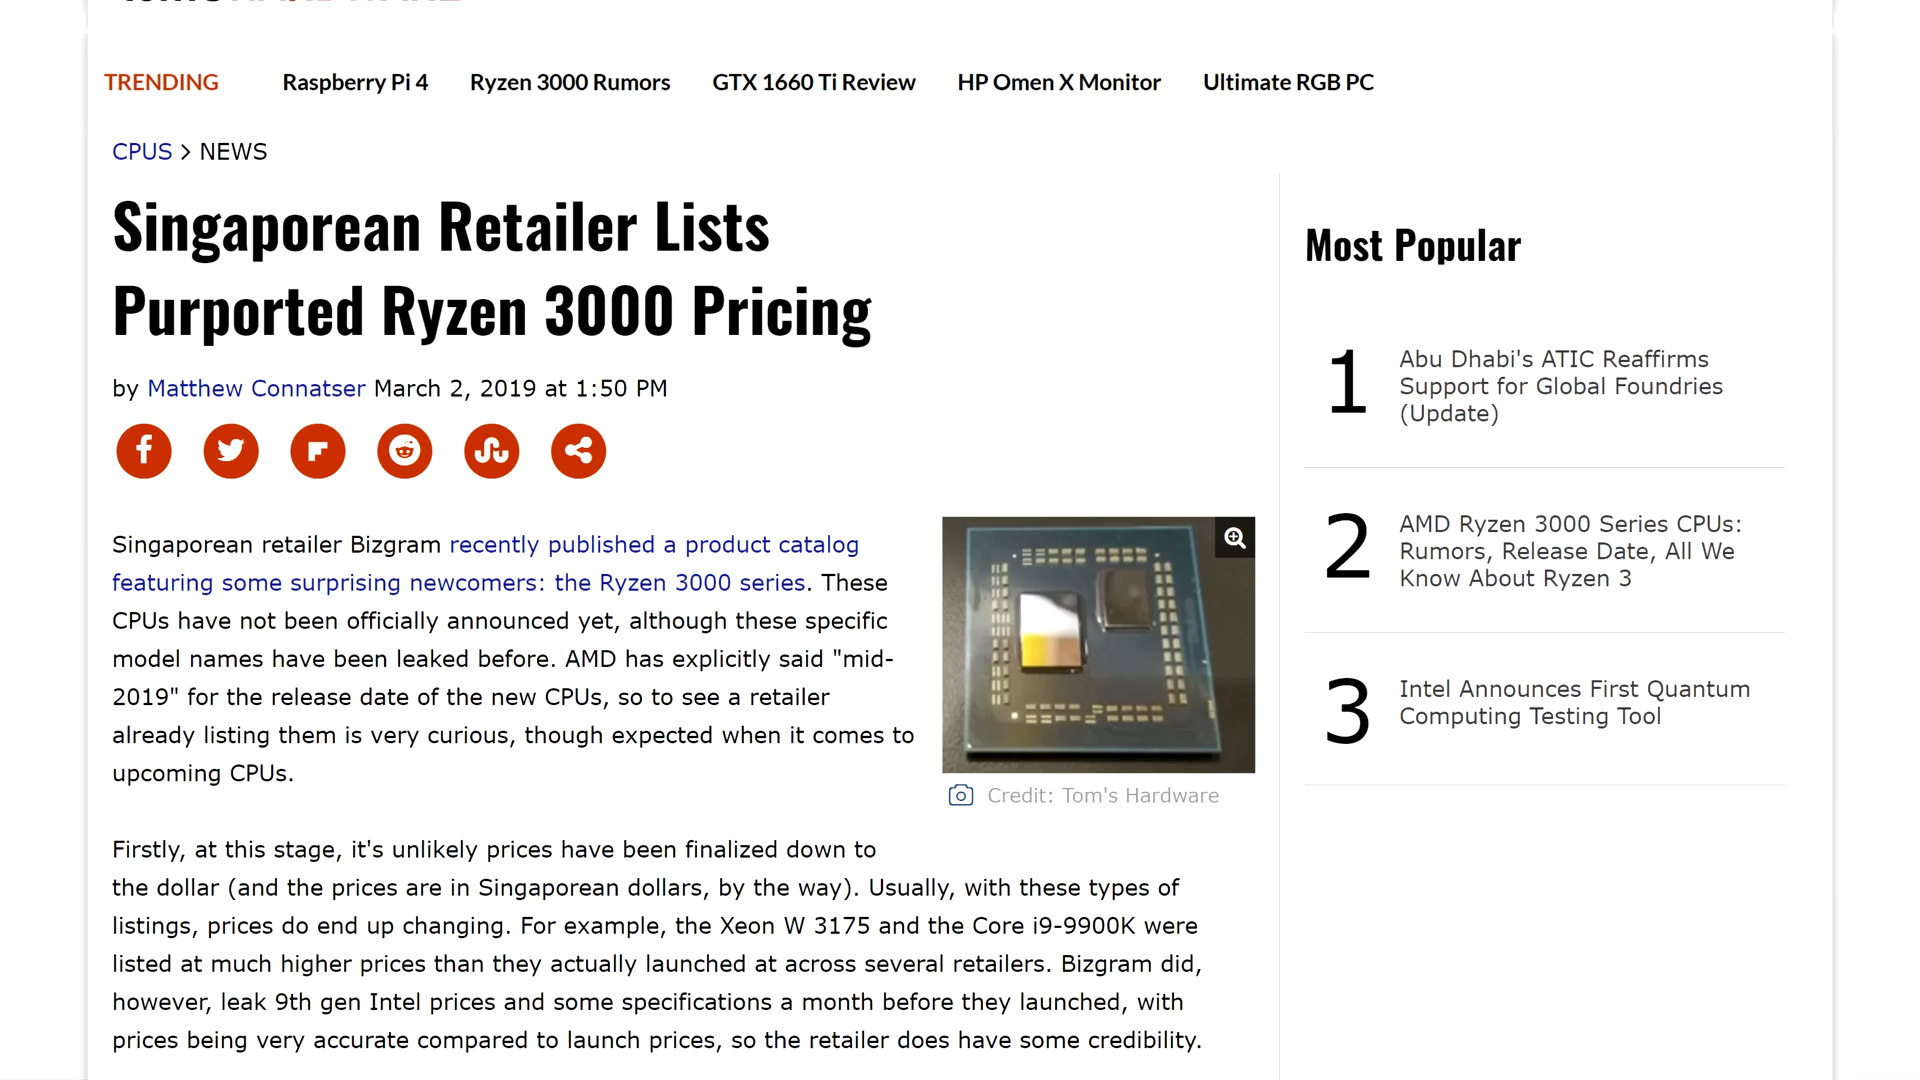 TRENDING Raspberry Pi 4 Ryzen 3000 Rumors GTX 1660 Ti Review HP Omen X Monitor Ultimate RGB PC
CPUS > NEWS
Singaporean Retailer Lists
Purported Ryzen 3000 Pricing
by Matthew Connatser March 2, 2019 at 1:50 PM
Singaporean retailer Bizgram recently published a product catalog
featuring some surprising newcomers: the Ryzen 3000 series. These
CPUs have not been officially announced yet, although these specific
model names have been leaked before. AMD has explicitly said "mid-
2019" for the release date of the new CPUs, so to see a retailer
already listing them is very curious, though expected when it comes to
upcoming CPUs.
Credit: Tom's Hardware
Firstly, at this stage, it's unlikely prices have been finalized down to
the dollar (and the prices are in Singaporean dollars, by the way). Usually, with these types of
listings, prices do end up changing. For example, the Xeon W 3175 and the Core i9-9900K were
listed at much higher prices than they actually launched at across several retailers. Bizgram did,
however, leak 9th gen Intel prices and some specifications a month before they launched, with
prices being very accurate compared to launch prices, so the retailer does have some credibility.
Most Popular
1
Abu Dhabi's ATIC Reaffirms
Support for Global Foundries
(Update)
2
AMD Ryzen 3000 Series CPUs:
Rumors, Release Date, All We
Know About Ryzen 3
3
Intel Announces First Quantum
Computing Testing Tool